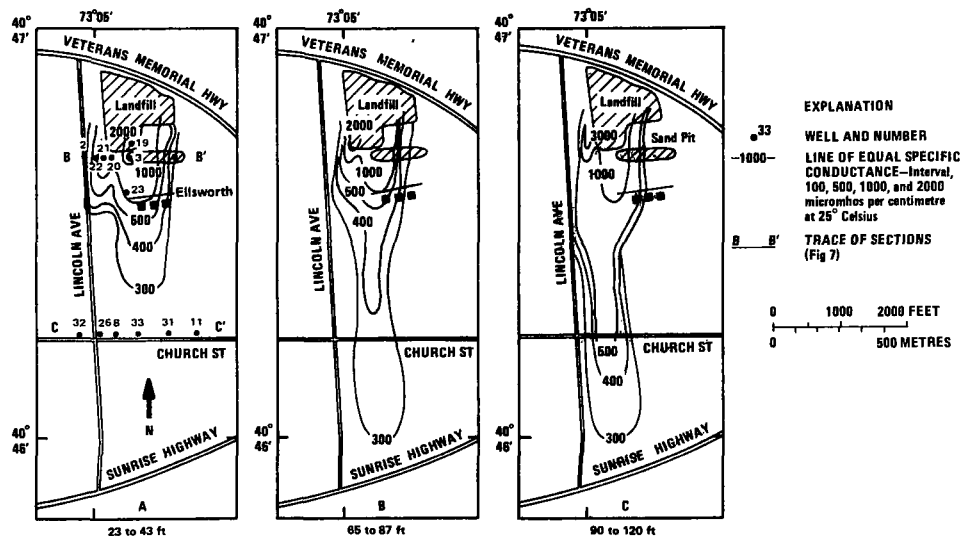 40° 47'
73°05'
VETERANS MEMORIAL HWY
Landfill
2000
2
21
19
B
3
B'
22
20
1000
23
Ellsworth
500
400
300
LINCOLN AVE
C
32
26
8
33
31
11
C'
CHURCH ST
N
40° 46'
SUNRISE HIGHWAY
A
23 to 43 ft
40° 47'
73°05'
VETERANS MEMORIAL HWY
Landfill
2000
1000
500
400
LINCOLN AVE
CHURCH ST
300
40° 46'
SUNRISE HIGHWAY
B
65 to 87 ft
40° 47'
73°05'
VETERANS MEMORIAL HWY
Landfill
3000
Sand Pit
1000
LINCOLN AVE
500
CHURCH ST
400
300
40° 46'
SUNRISE HIGHWAY
C
90 to 120 ft
EXPLANATION
33 WELL AND NUMBER
—1000— LINE OF EQUAL SPECIFIC
CONDUCTANCE—Interval,
100, 500, 1000, and 2000
micromhos per centimetre
at 25° Celsius
B B' TRACE OF SECTIONS
(Fig 7)
0 1000 2000 FEET
0 500 METRES